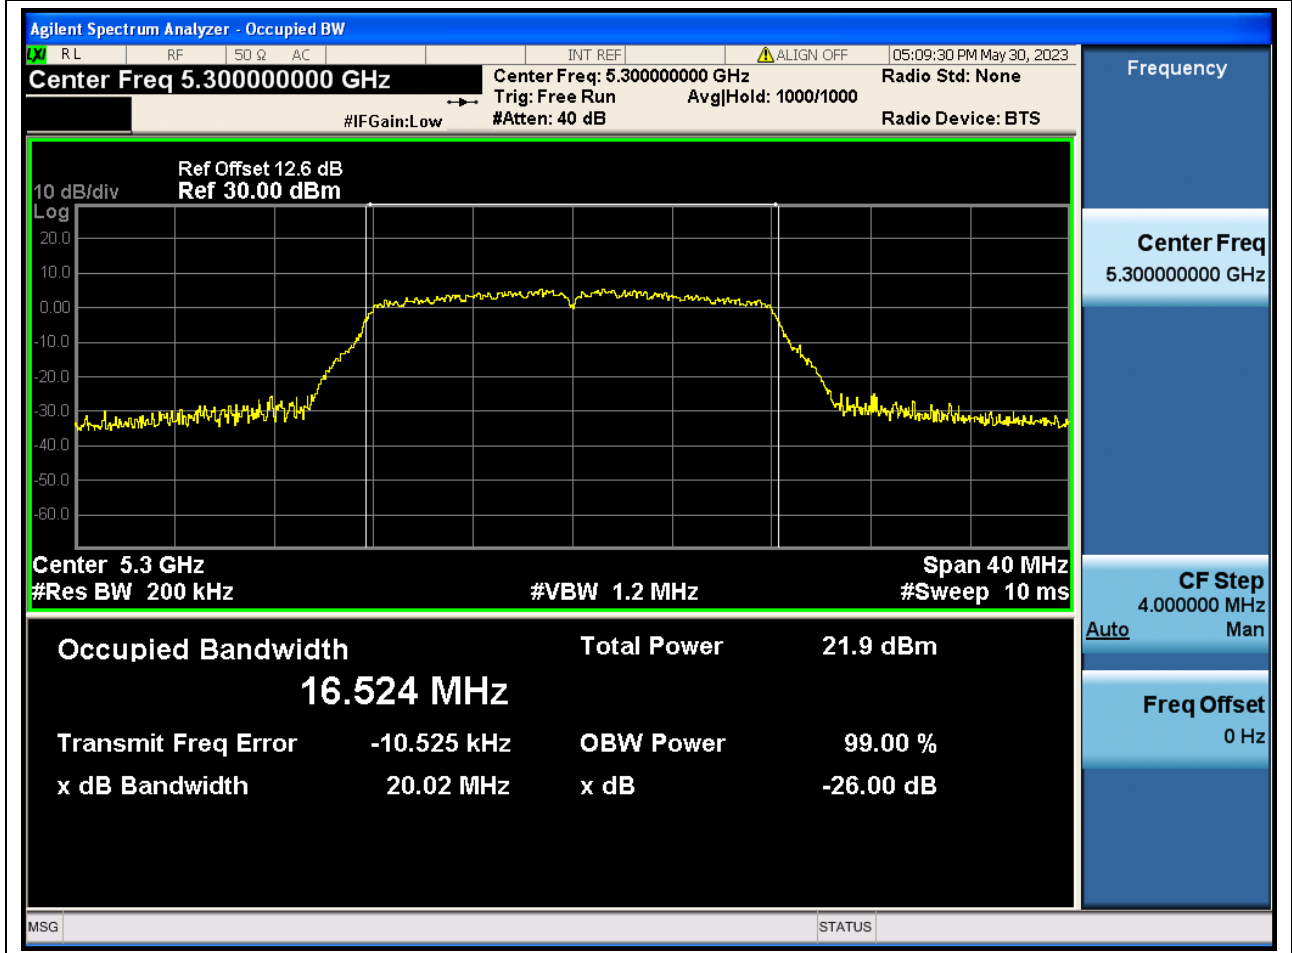 Agilent Spectrum Analyzer - Occupied BW
LXI RL RF 50 Ω AC INT REF ALIGN OFF 05:09:30 PM May 30, 2023
Center Freq 5.300000000 GHz
Center Freq: 5.300000000 GHz
Radio Std: None
Trig: Free Run Avg|Hold: 1000/1000
#IFGain:Low
#Atten: 40 dB
Radio Device: BTS
Ref Offset 12.6 dB
10 dB/div Ref 30.00 dBm
Log
20.0
10.0
0.00
-10.0
-20.0
-30.0
-40.0
-50.0
-60.0
Center 5.3 GHz Span 40 MHz
#Res BW 200 kHz #VBW 1.2 MHz #Sweep 10 ms
Occupied Bandwidth Total Power 21.9 dBm
16.524 MHz
Transmit Freq Error -10.525 kHz OBW Power 99.00 %
x dB Bandwidth 20.02 MHz x dB -26.00 dB
MSG STATUS
Frequency
Center Freq
5.300000000 GHz
CF Step
4.000000 MHz
Auto Man
Freq Offset
0 Hz